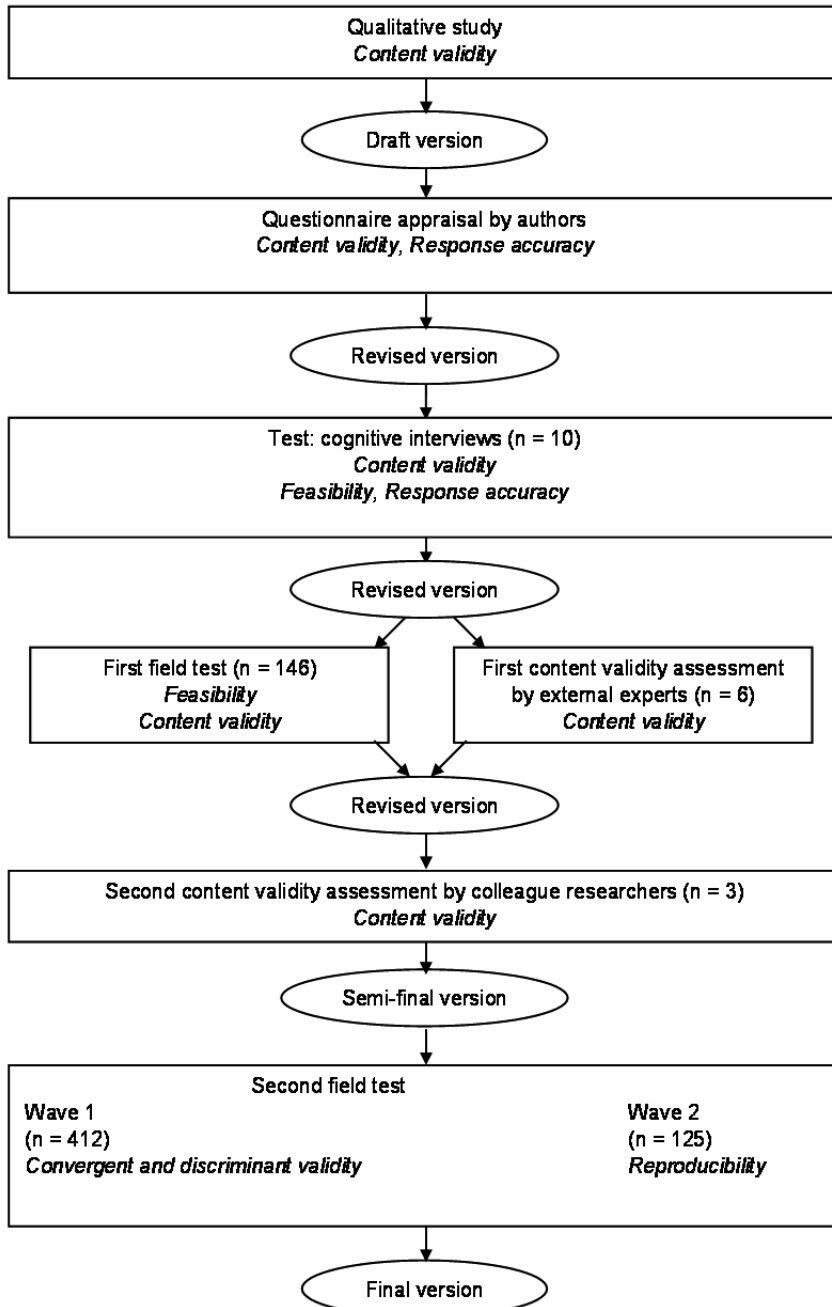 Qualitative study
Content validity
Draft version
Questionnaire appraisal by authors
Content validity, Response accuracy
Revised version
Test: cognitive interviews (n = 10)
Content validity
Feasibility, Response accuracy
Revised version
First field test (n = 146)
Feasibility
Content validity
First content validity assessment
by external experts (n = 6)
Content validity
Revised version
Second content validity assessment by colleague researchers (n = 3)
Content validity
Semi-final version
Second field test
Wave 1
(n = 412)
Convergent and discriminant validity
Wave 2
(n = 125)
Reproducibility
Final version